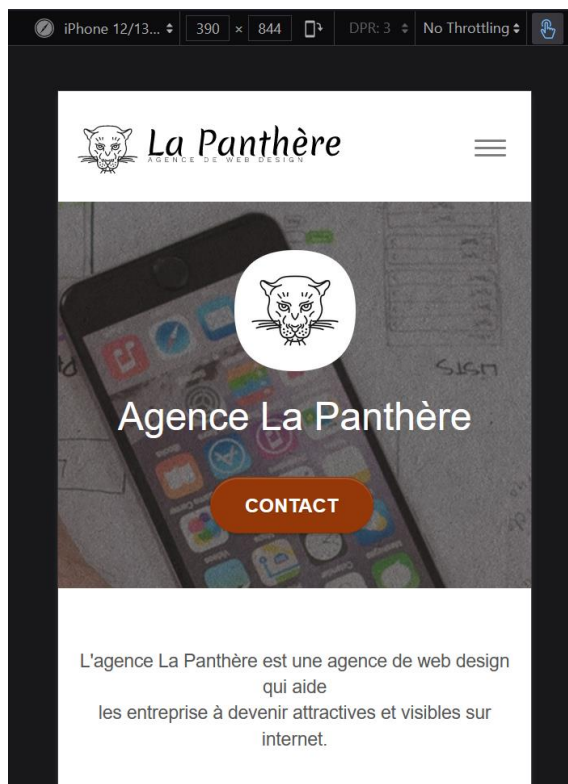 iPhone 12/13... 390 × 844 DPR: 3 No Throttling
La Panthère
AGENCE DE WEB DESIGN
LISTS
Agence La Panthère
CONTACT
L'agence La Panthère est une agence de web design
qui aide
les entreprise à devenir attractives et visibles sur
internet.